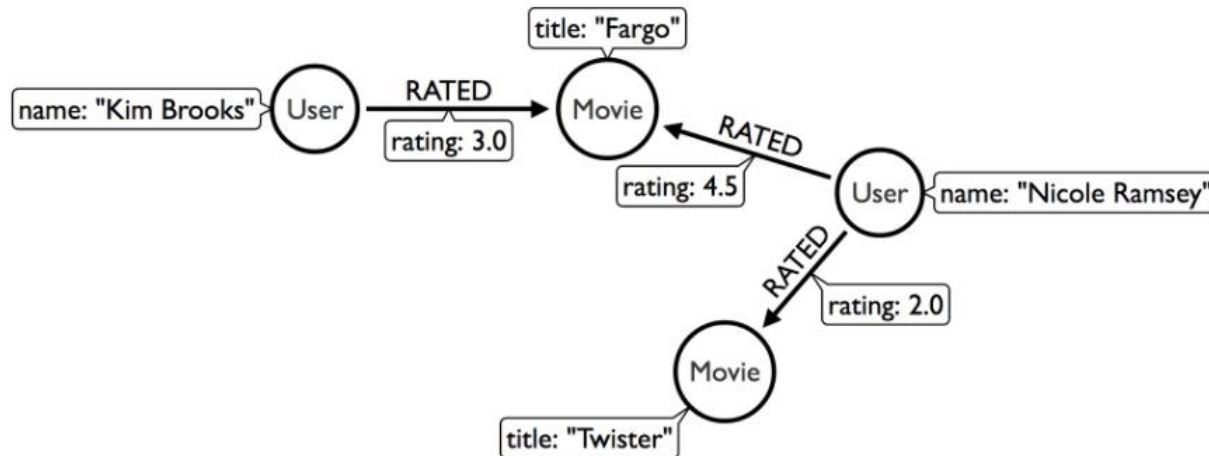 title: "Fargo"
name: "Kim Brooks"
User
RATED
rating: 3.0
Movie
RATED
rating: 4.5
User
name: "Nicole Ramsey"
RATED
rating: 2.0
Movie
title: "Twister"